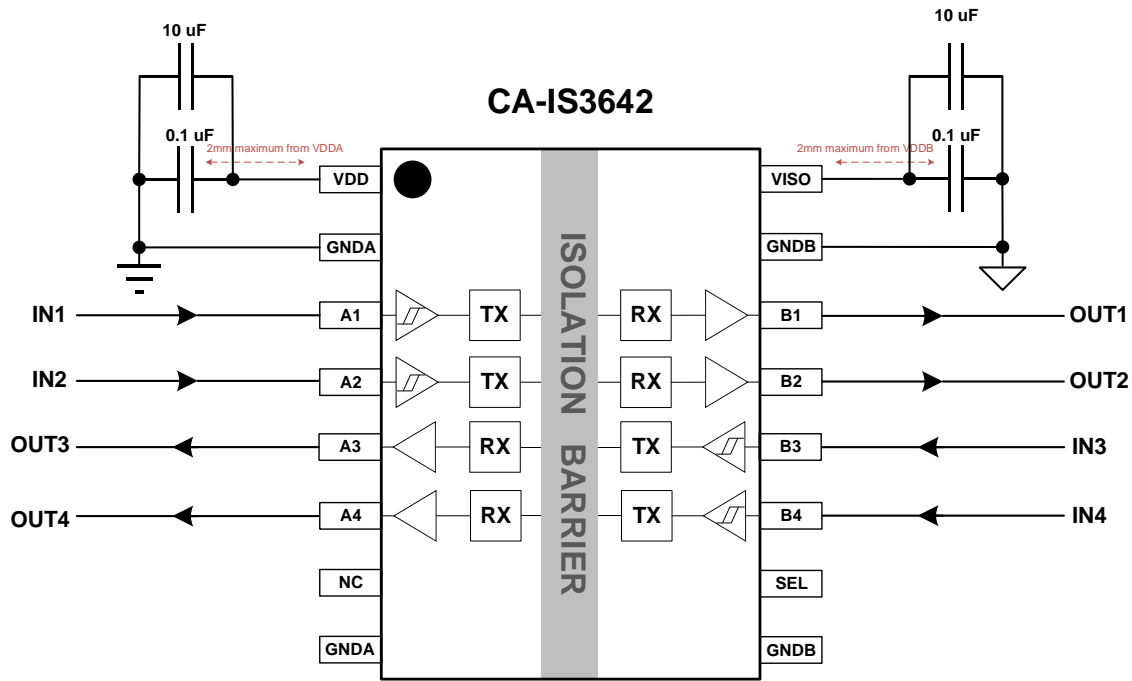 10 uF
10 uF
CA-IS3642
0.1 uF
0.1 uF
2mm maximum from VDDA
2mm maximum from VDDB
VDD
VISO
GNDA
GNDB
ISOLATION BARRIER
IN1
A1
TX
RX
B1
OUT1
IN2
A2
TX
RX
B2
OUT2
OUT3
A3
RX
TX
B3
IN3
OUT4
A4
RX
TX
B4
IN4
NC
SEL
GNDA
GNDB